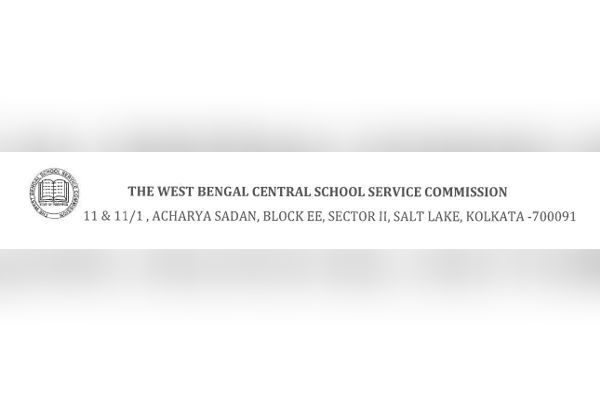 THE WEST BENGAL CENTRAL SCHOOL SERVICE COMMISSION
11 & 11/1 , ACHARYA SADAN, BLOCK EE, SECTOR II, SALT LAKE, KOLKATA -700091